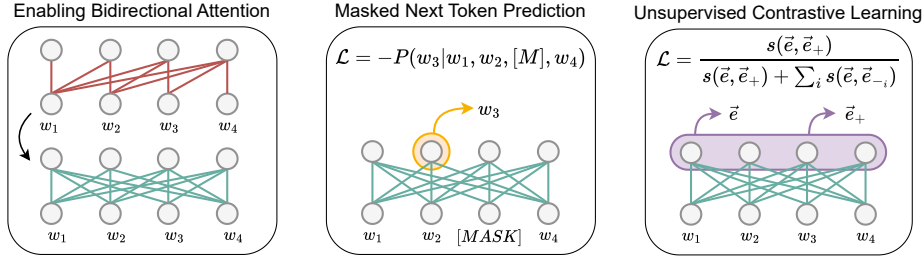 Enabling Bidirectional Attention
w₁ w₂ w₃ w₄
w₁ w₂ w₃ w₄
Masked Next Token Prediction
ℒ = −P(w₃|w₁, w₂, [M], w₄)
w₃
w₁ w₂ [MASK] w₄
Unsupervised Contrastive Learning
ℒ = s(e⃗, e⃗₊) / s(e⃗, e⃗₊) + ∑ᵢ s(e⃗, e⃗₋ᵢ)
e⃗ e⃗₊
w₁ w₂ w₃ w₄